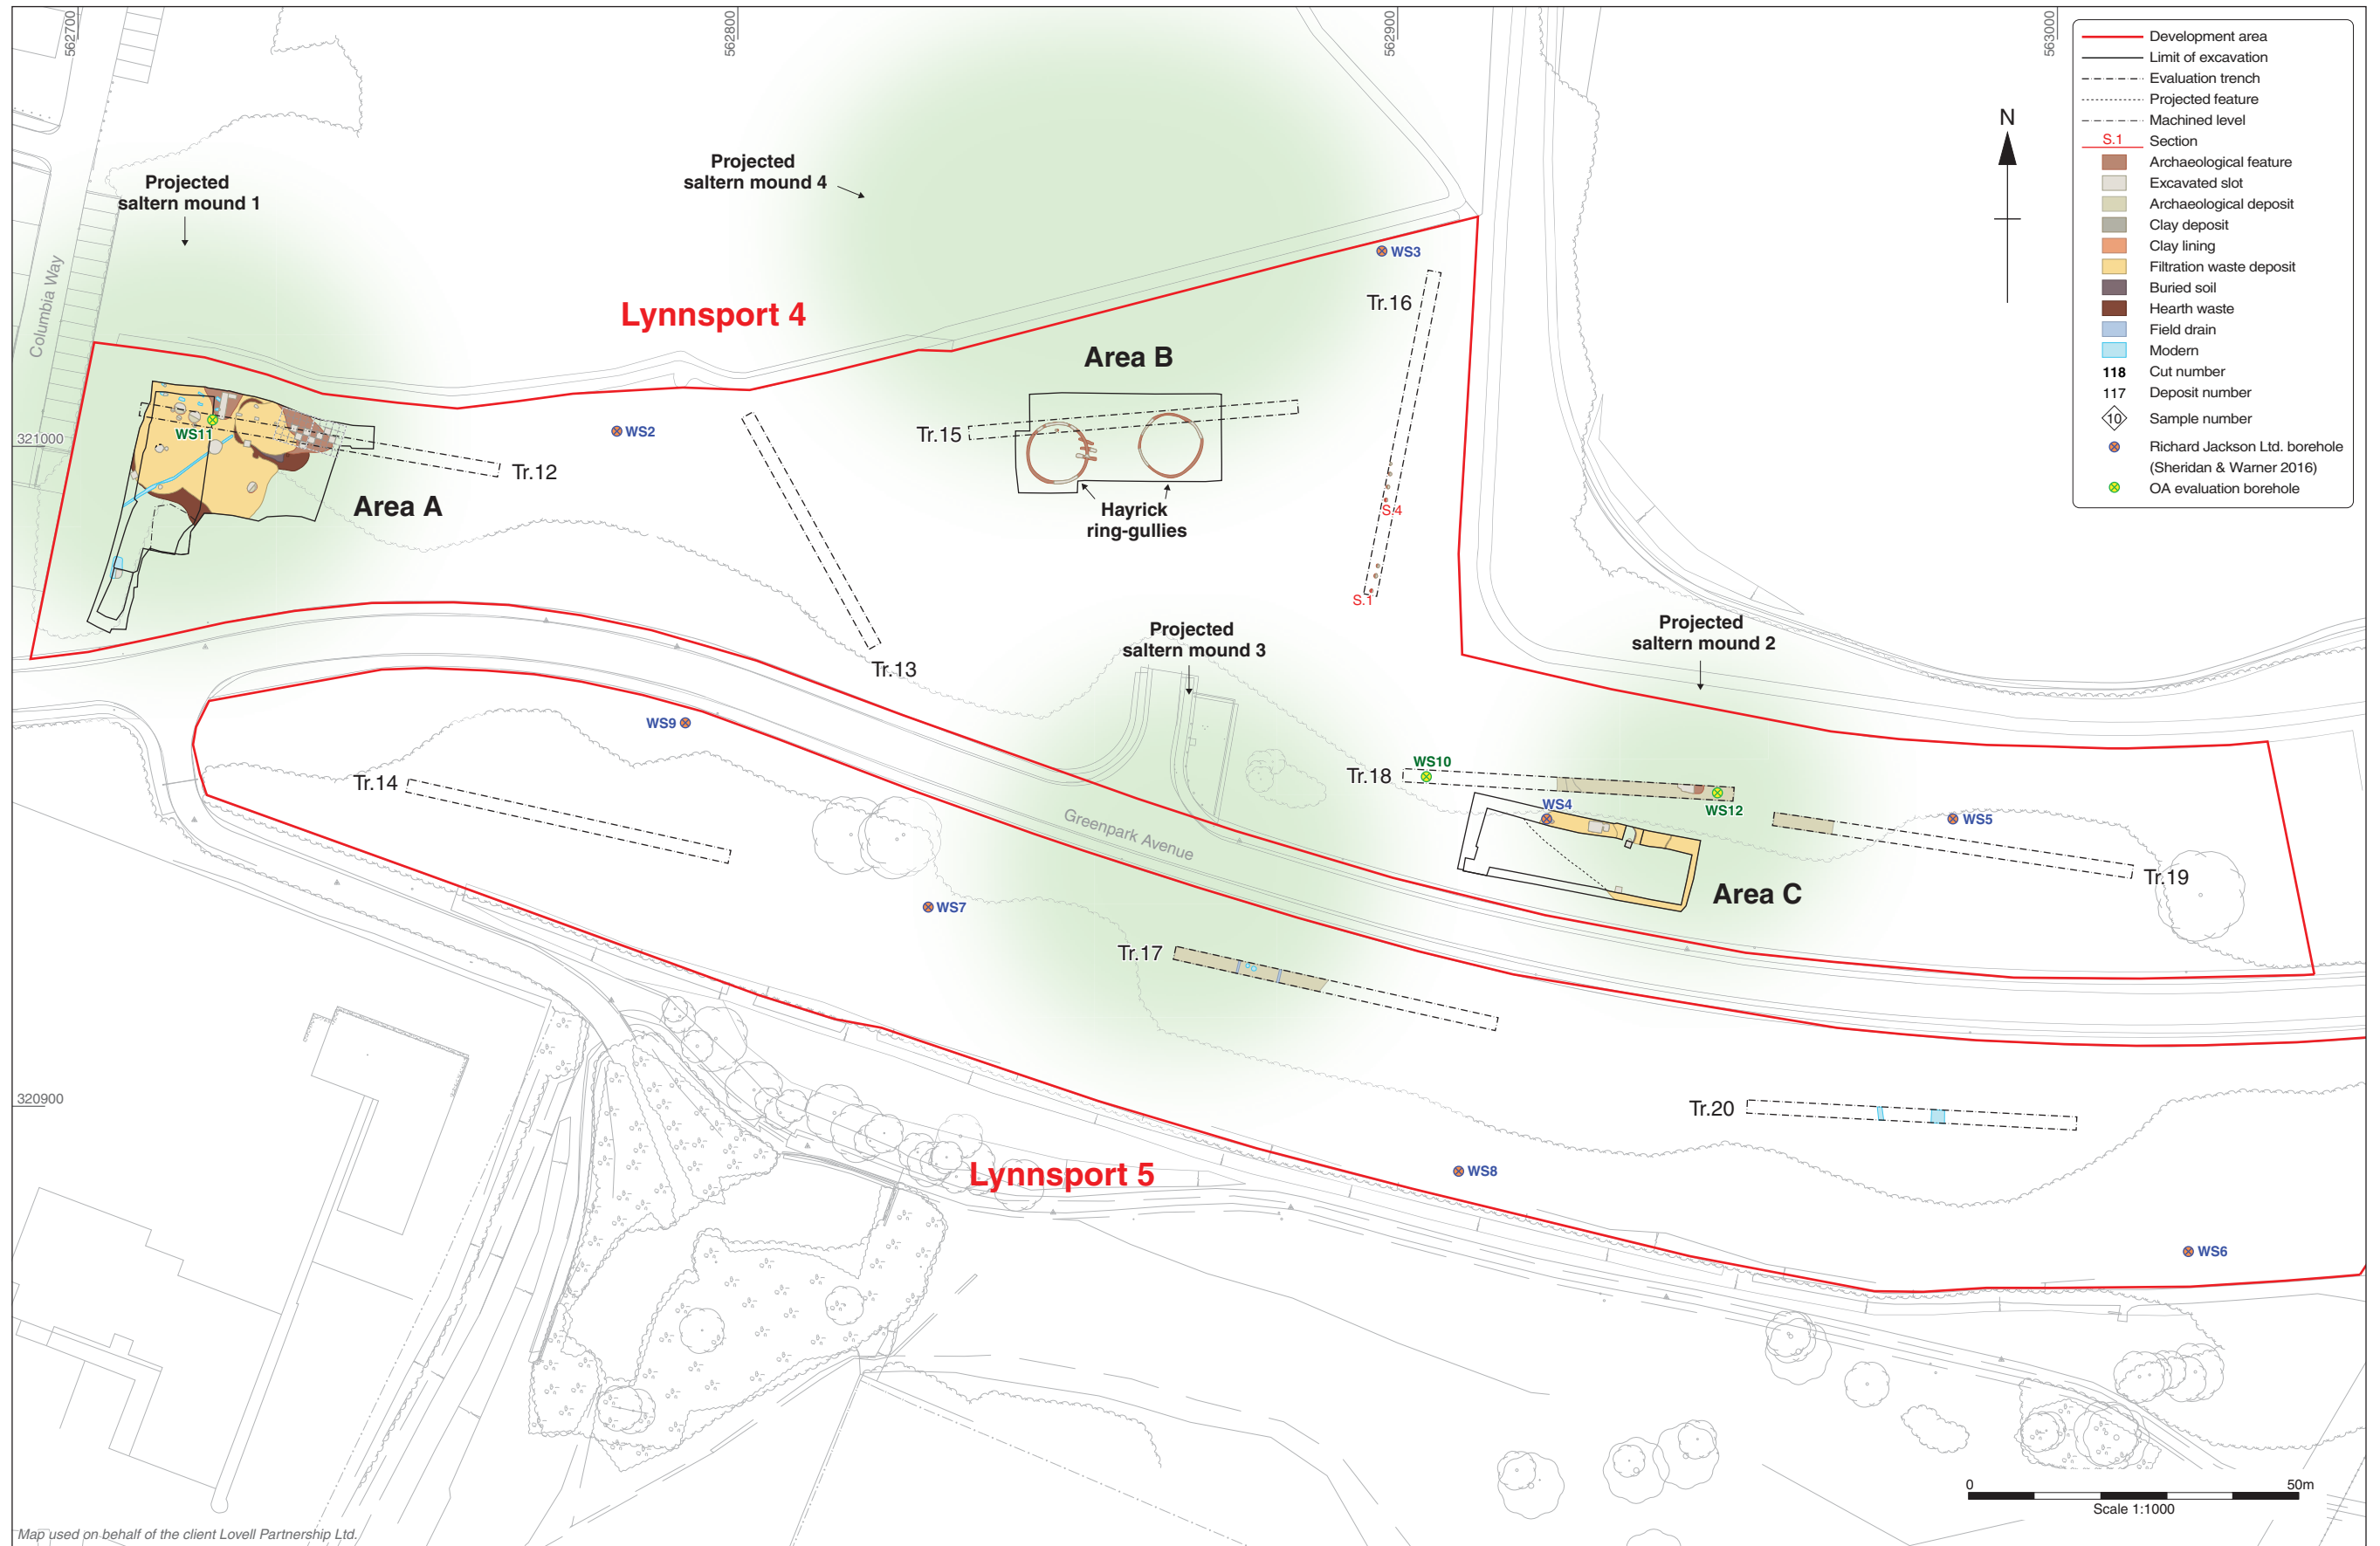 562700
562800
562900
563000
Development area
Limit of excavation
Evaluation trench
Projected feature
Machined level
S.1 Section
Archaeological feature
Excavated slot
Archaeological deposit
Clay deposit
Clay lining
Filtration waste deposit
Buried soil
Hearth waste
Field drain
Modern
118 Cut number
117 Deposit number
10 Sample number
Richard Jackson Ltd. borehole
(Sheridan & Warner 2016)
OA evaluation borehole
N
Projected
saltern mound 4
Projected
saltern mound 1
Columbia Way
WS3
Lynnsport 4
Tr.16
Area B
321000
WS11
WS2
Tr.15
Tr.12
Area A
Hayrick
ring-gullies
S.4
S.1
Projected
saltern mound 3
Projected
saltern mound 2
Tr.13
WS9
Tr.14
Tr.18
WS10
WS4
WS12
WS5
Greenpark Avenue
Tr.19
Area C
WS7
Tr.17
320900
Tr.20
Lynnsport 5
WS8
WS6
0 50m
Scale 1:1000
Map used on behalf of the client Lovell Partnership Ltd.